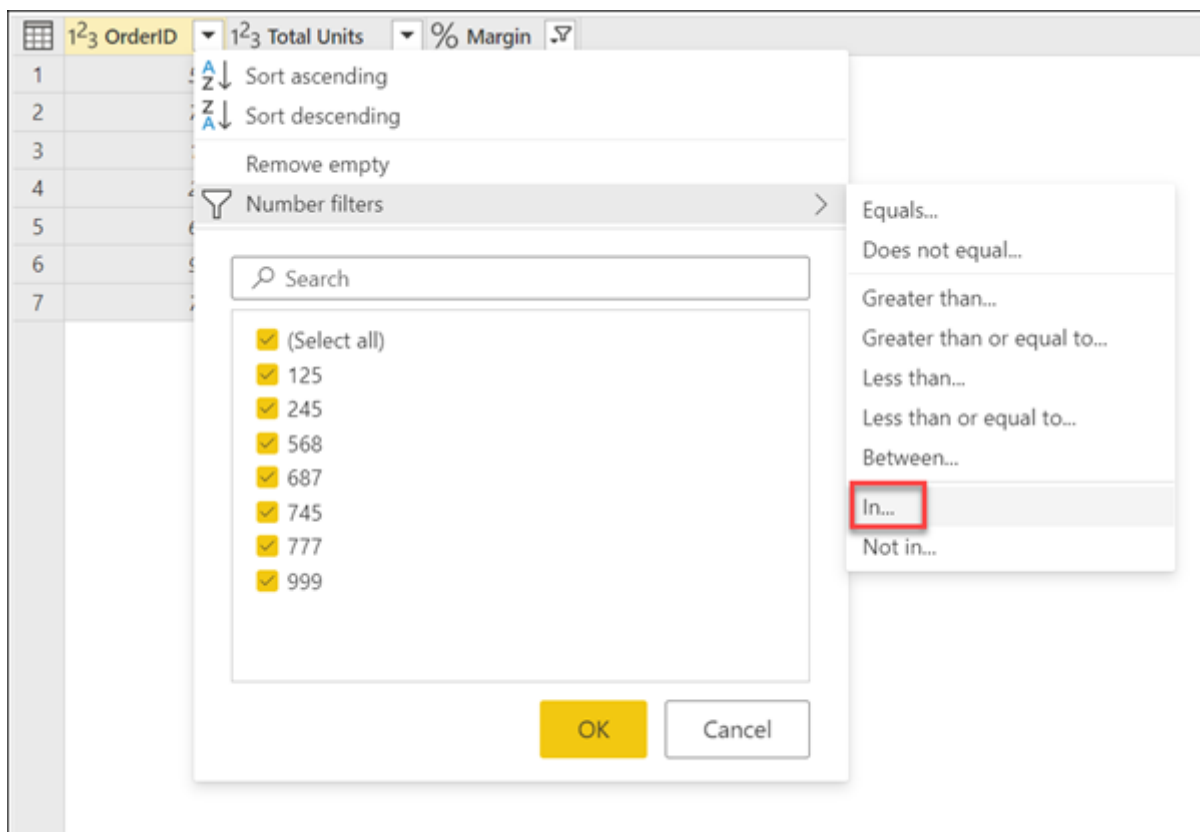 1²3 OrderID 1²3 Total Units % Margin
1
2
3
4
5
6
7
A Z Sort ascending
Z A Sort descending
Remove empty
Number filters
Search
(Select all)
125
245
568
687
745
777
999
OK Cancel
Equals...
Does not equal...
Greater than...
Greater than or equal to...
Less than...
Less than or equal to...
Between...
In...
Not in...